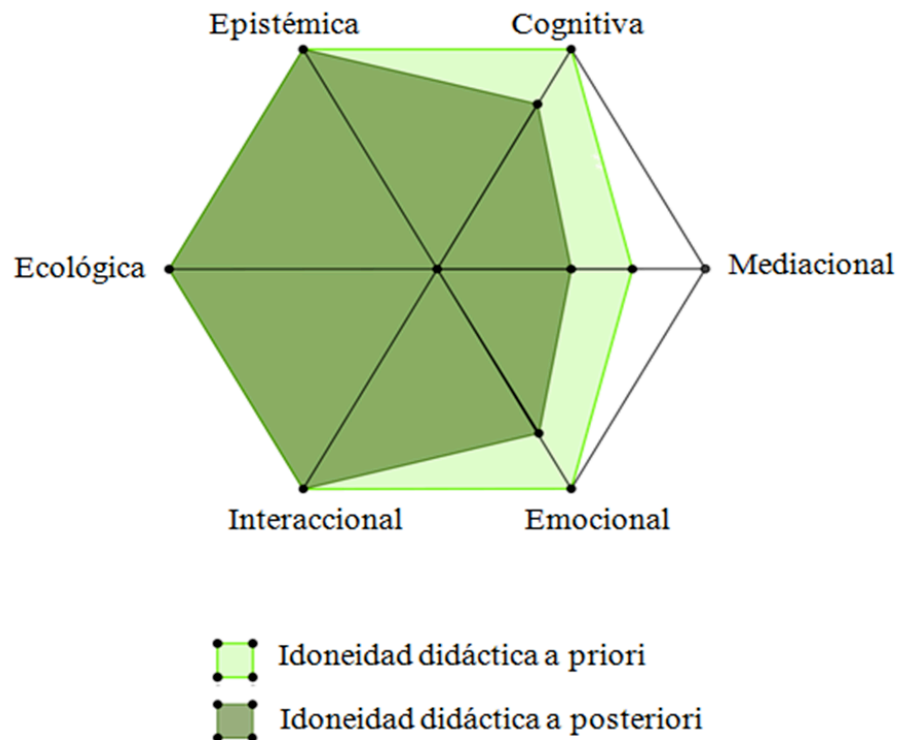 Epistémica
Cognitiva
Ecológica
Mediacional
Interaccional
Emocional
Idoneidad didáctica a priori
Idoneidad didáctica a posteriori